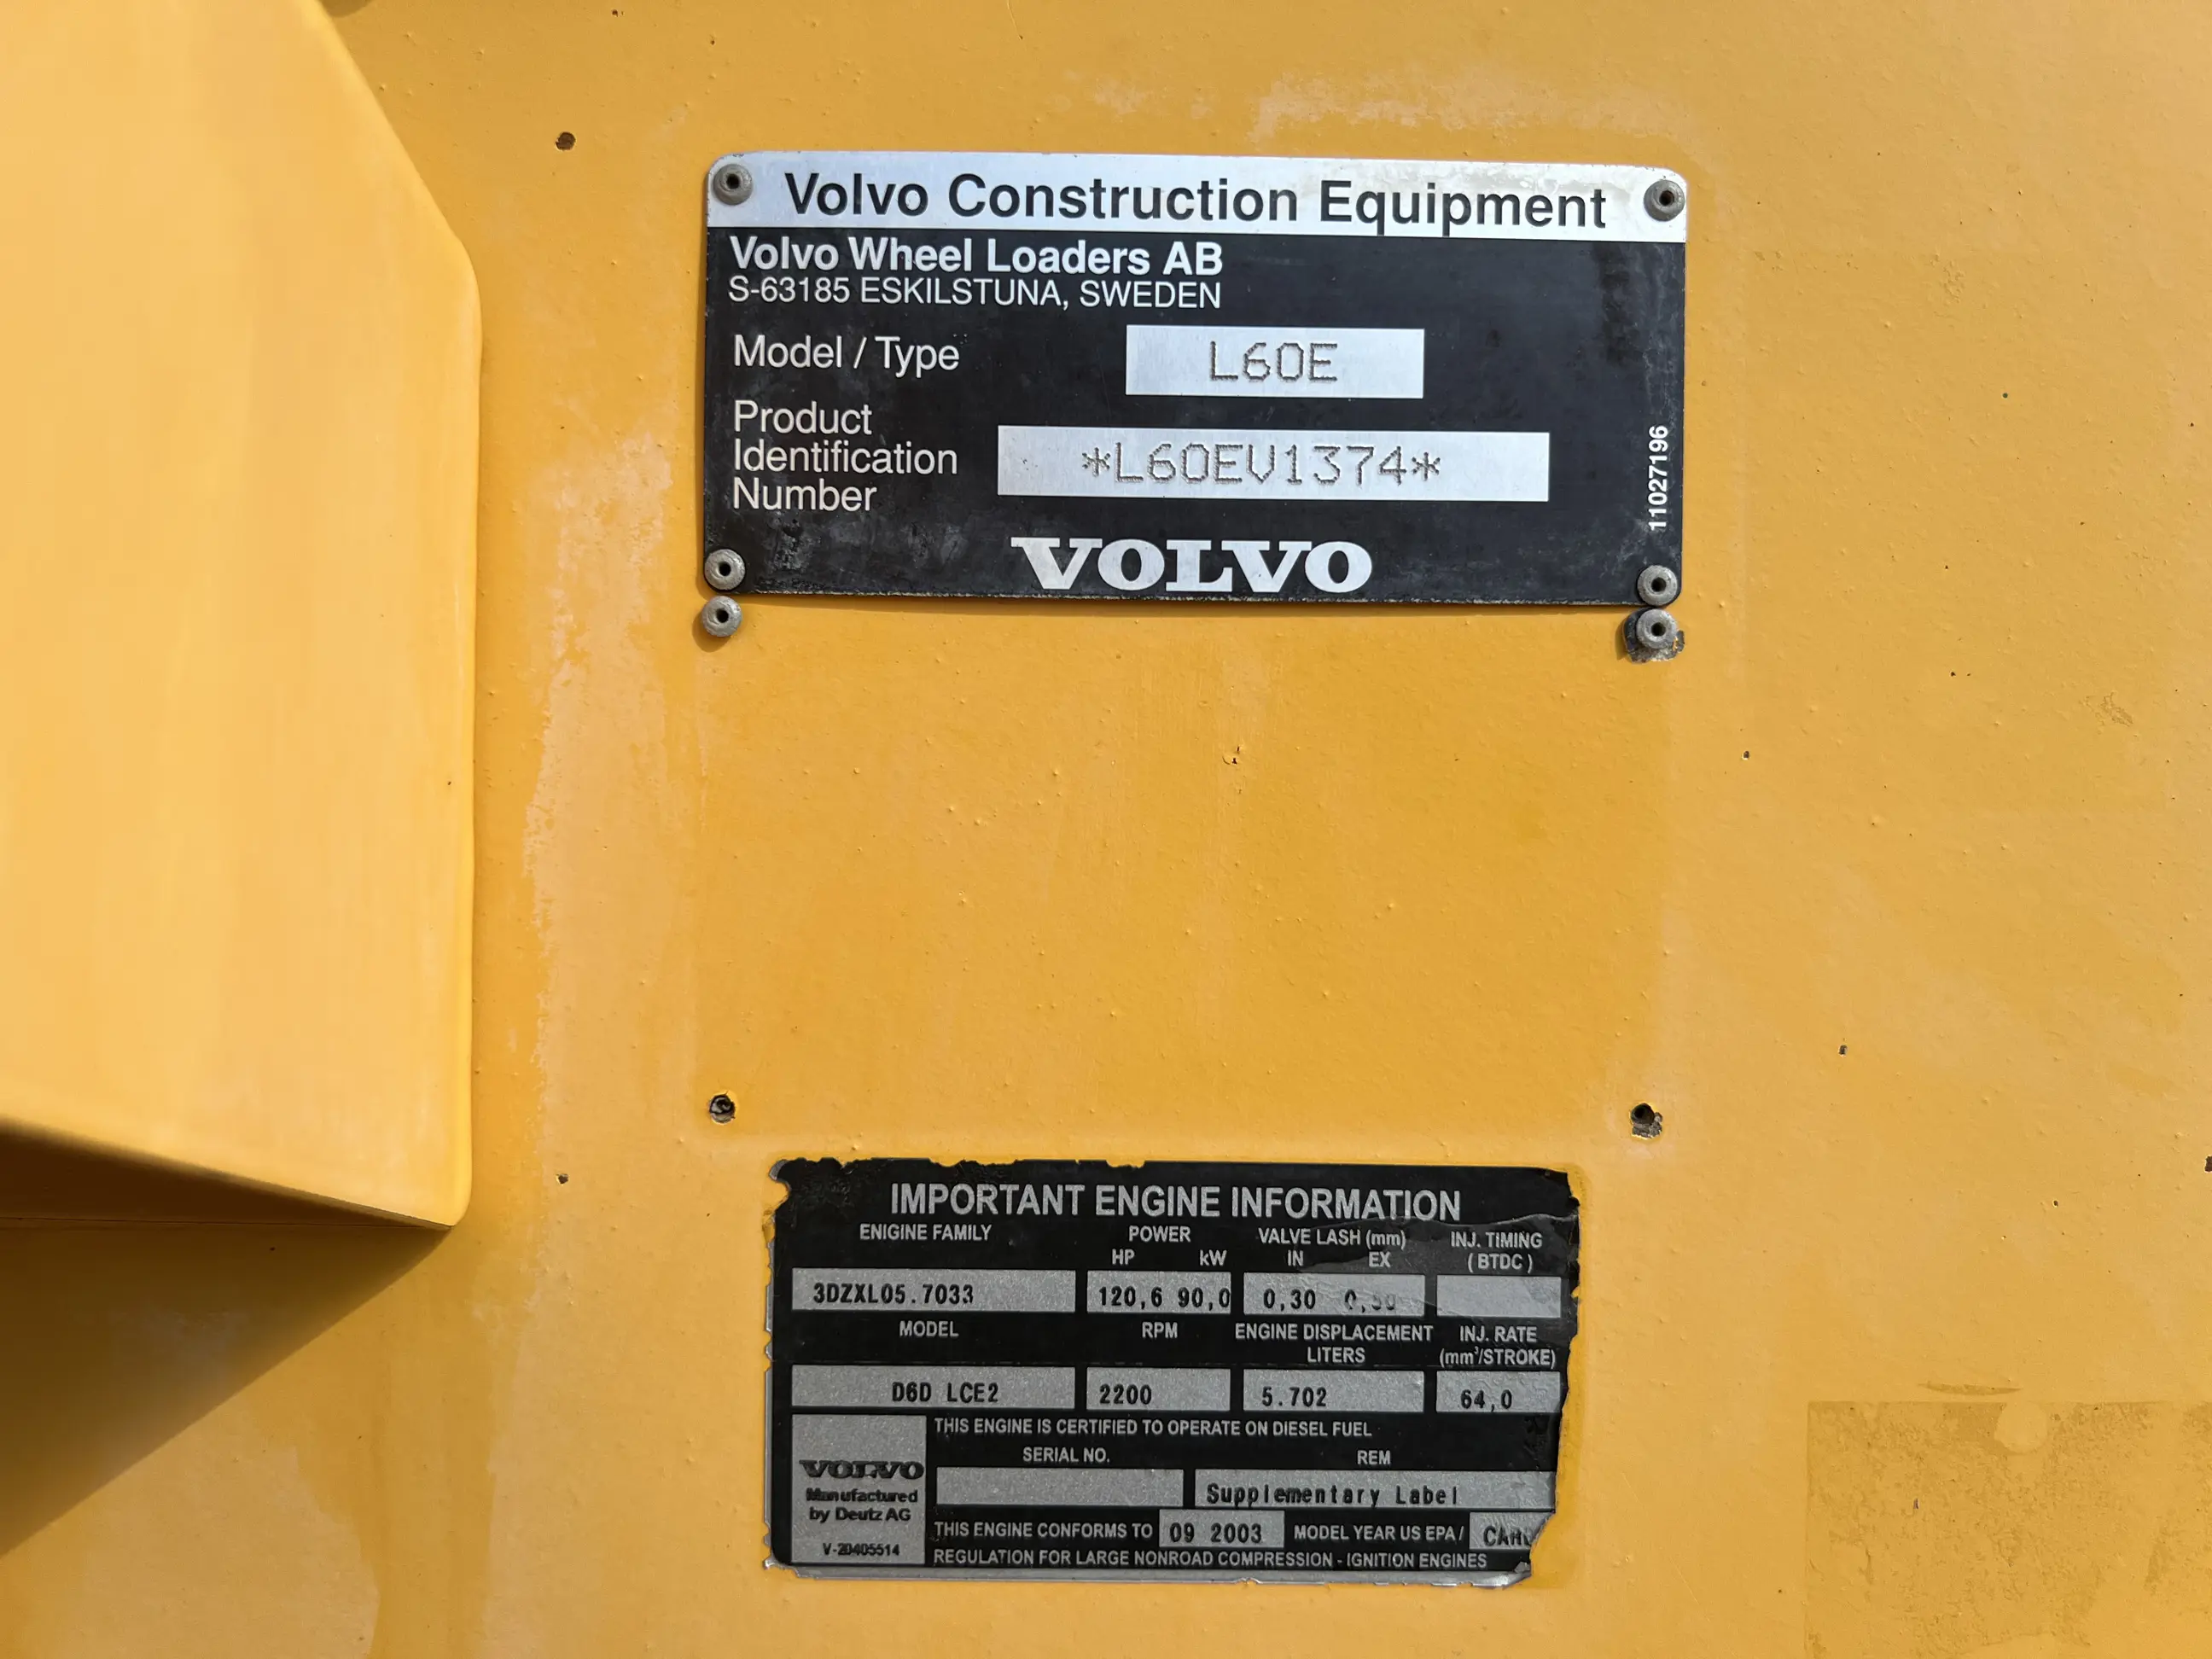 Volvo Construction Equipment
Volvo Wheel Loaders AB
S-63185 ESKILSTUNA, SWEDEN
Model / Type L60E
Product
Identification
Number
*L60EV1374*
11027196
VOLVO
IMPORTANT ENGINE INFORMATION
ENIGINE FAMILY POWER VALVE LASH (mm) INJ. TIMING
HP kW IN EX (BTDC)
3DZXL05.7033 120,6 90,0 0,30
MODEL RPM ENGINE DISPLACEMENT INJ. RATE
LITERS (mm³/STROKE)
D6D LCE2 2200 5.702 64,0
THIS ENGINE IS CERTIFIED TO OPERATE ON DIESEL FUEL
SERIAL NO. REM
VOLVO
Manufactured
by Deutz AG
V-20405514
Supplementary Label
THIS ENGINE CONFORMS TO 09 2003 MODEL YEAR US EPA /
REGULATION FOR LARGE NONROAD COMPRESSION - IGNITION ENGINES